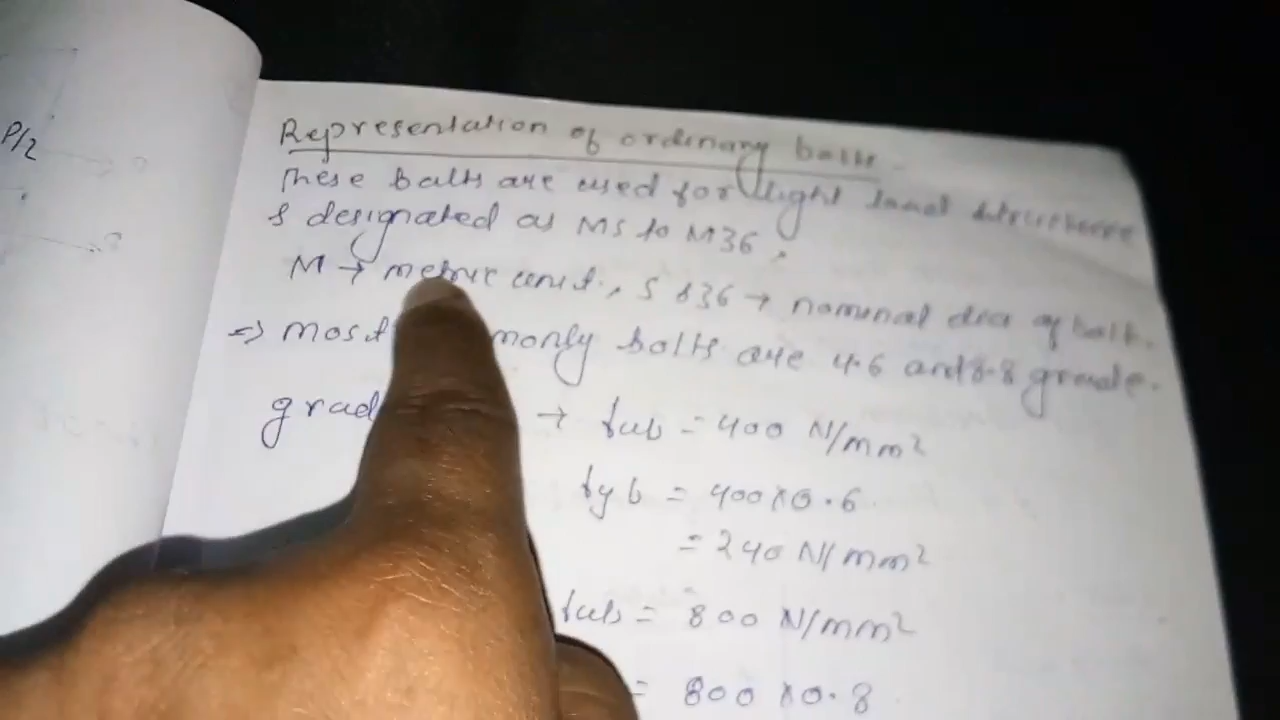 P/2
Representation of ordinary bolts.
These bolts are used for light load structure
& designated as M5 to M36,
M → metric unit, 5 &36 → nominal dia of bolt.
⇒ most monly bolts are 4.6 and 8.8 grade.
grad → fub = 400 N/mm²
fyb = 400 x 0.6
= 240 N/mm²
fub = 800 N/mm²
= 800 x 0.8